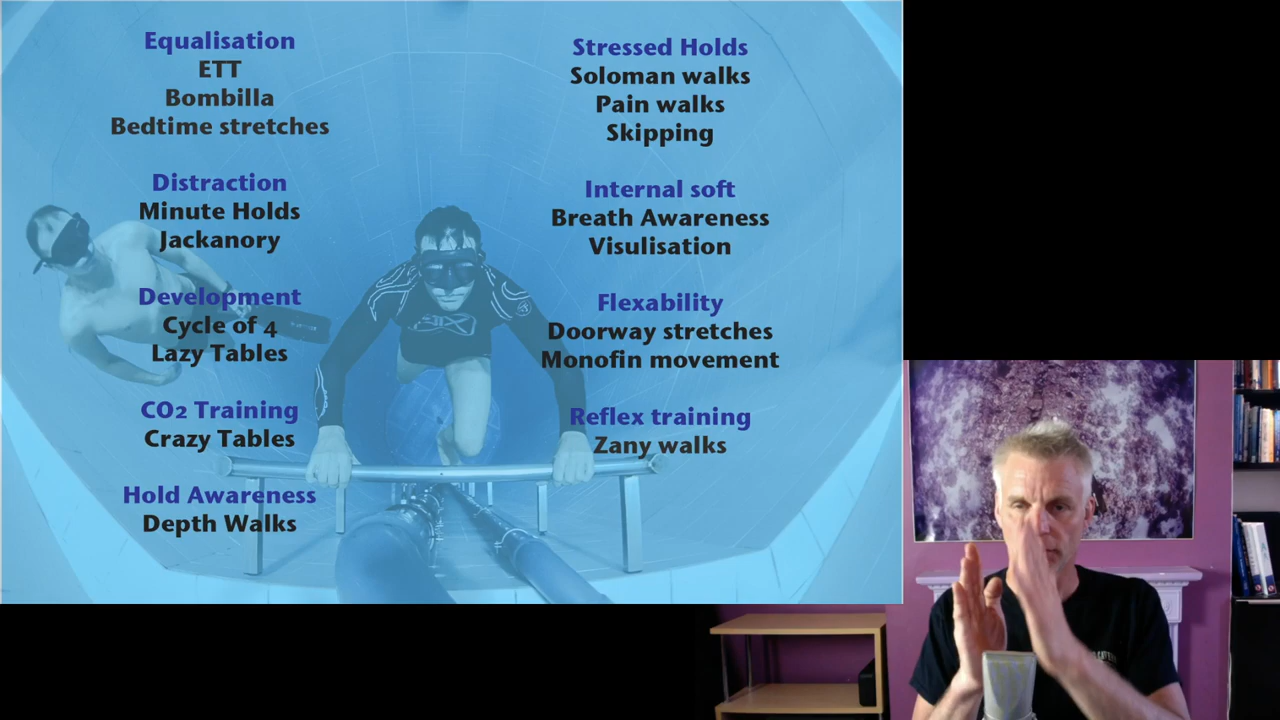 Equalisation
ETT
Bombilla
Bedtime stretches
Distraction
Minute Holds
Jackanory
Development
Cycle of 4
Lazy Tables
CO2 Training
Crazy Tables
Hold Awareness
Depth Walks
Stressed Holds
Soloman walks
Pain walks
Skipping
Internal soft
Breath Awareness
Visulisation
Flexability
Doorway stretches
Monofin movement
Reflex training
Zany walks